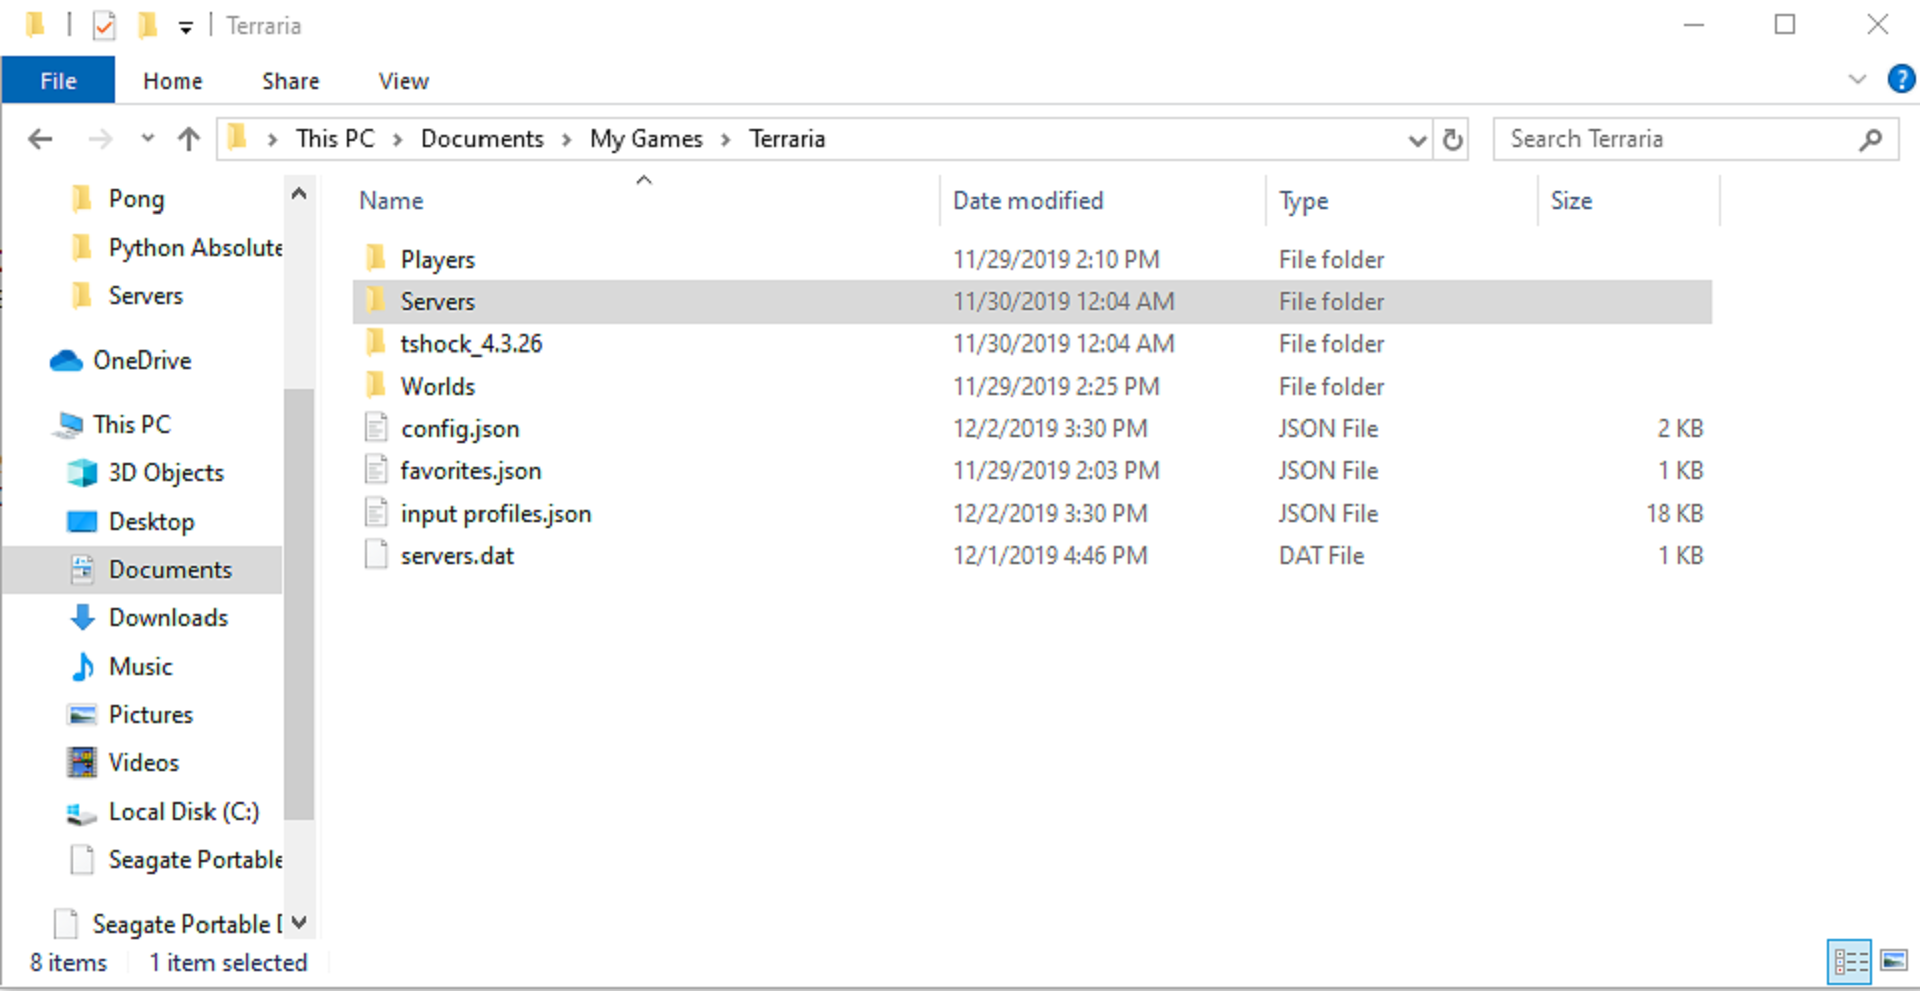 Terraria
File Home Share View
This PC Documents My Games Terraria
Search Terraria
Pong
Python Absolute
Servers
OneDrive
This PC
3D Objects
Desktop
Documents
Downloads
Music
Pictures
Videos
Local Disk (C:)
Seagate Portable
Seagate Portable D
Name Date modified Type Size
Players 11/29/2019 2:10 PM File folder
Servers 11/30/2019 12:04 AM File folder
tshock_4.3.26 11/30/2019 12:04 AM File folder
Worlds 11/29/2019 2:25 PM File folder
config.json 12/2/2019 3:30 PM JSON File 2 KB
favorites.json 11/29/2019 2:03 PM JSON File 1 KB
input profiles.json 12/2/2019 3:30 PM JSON File 18 KB
servers.dat 12/1/2019 4:46 PM DAT File 1 KB
8 items 1 item selected